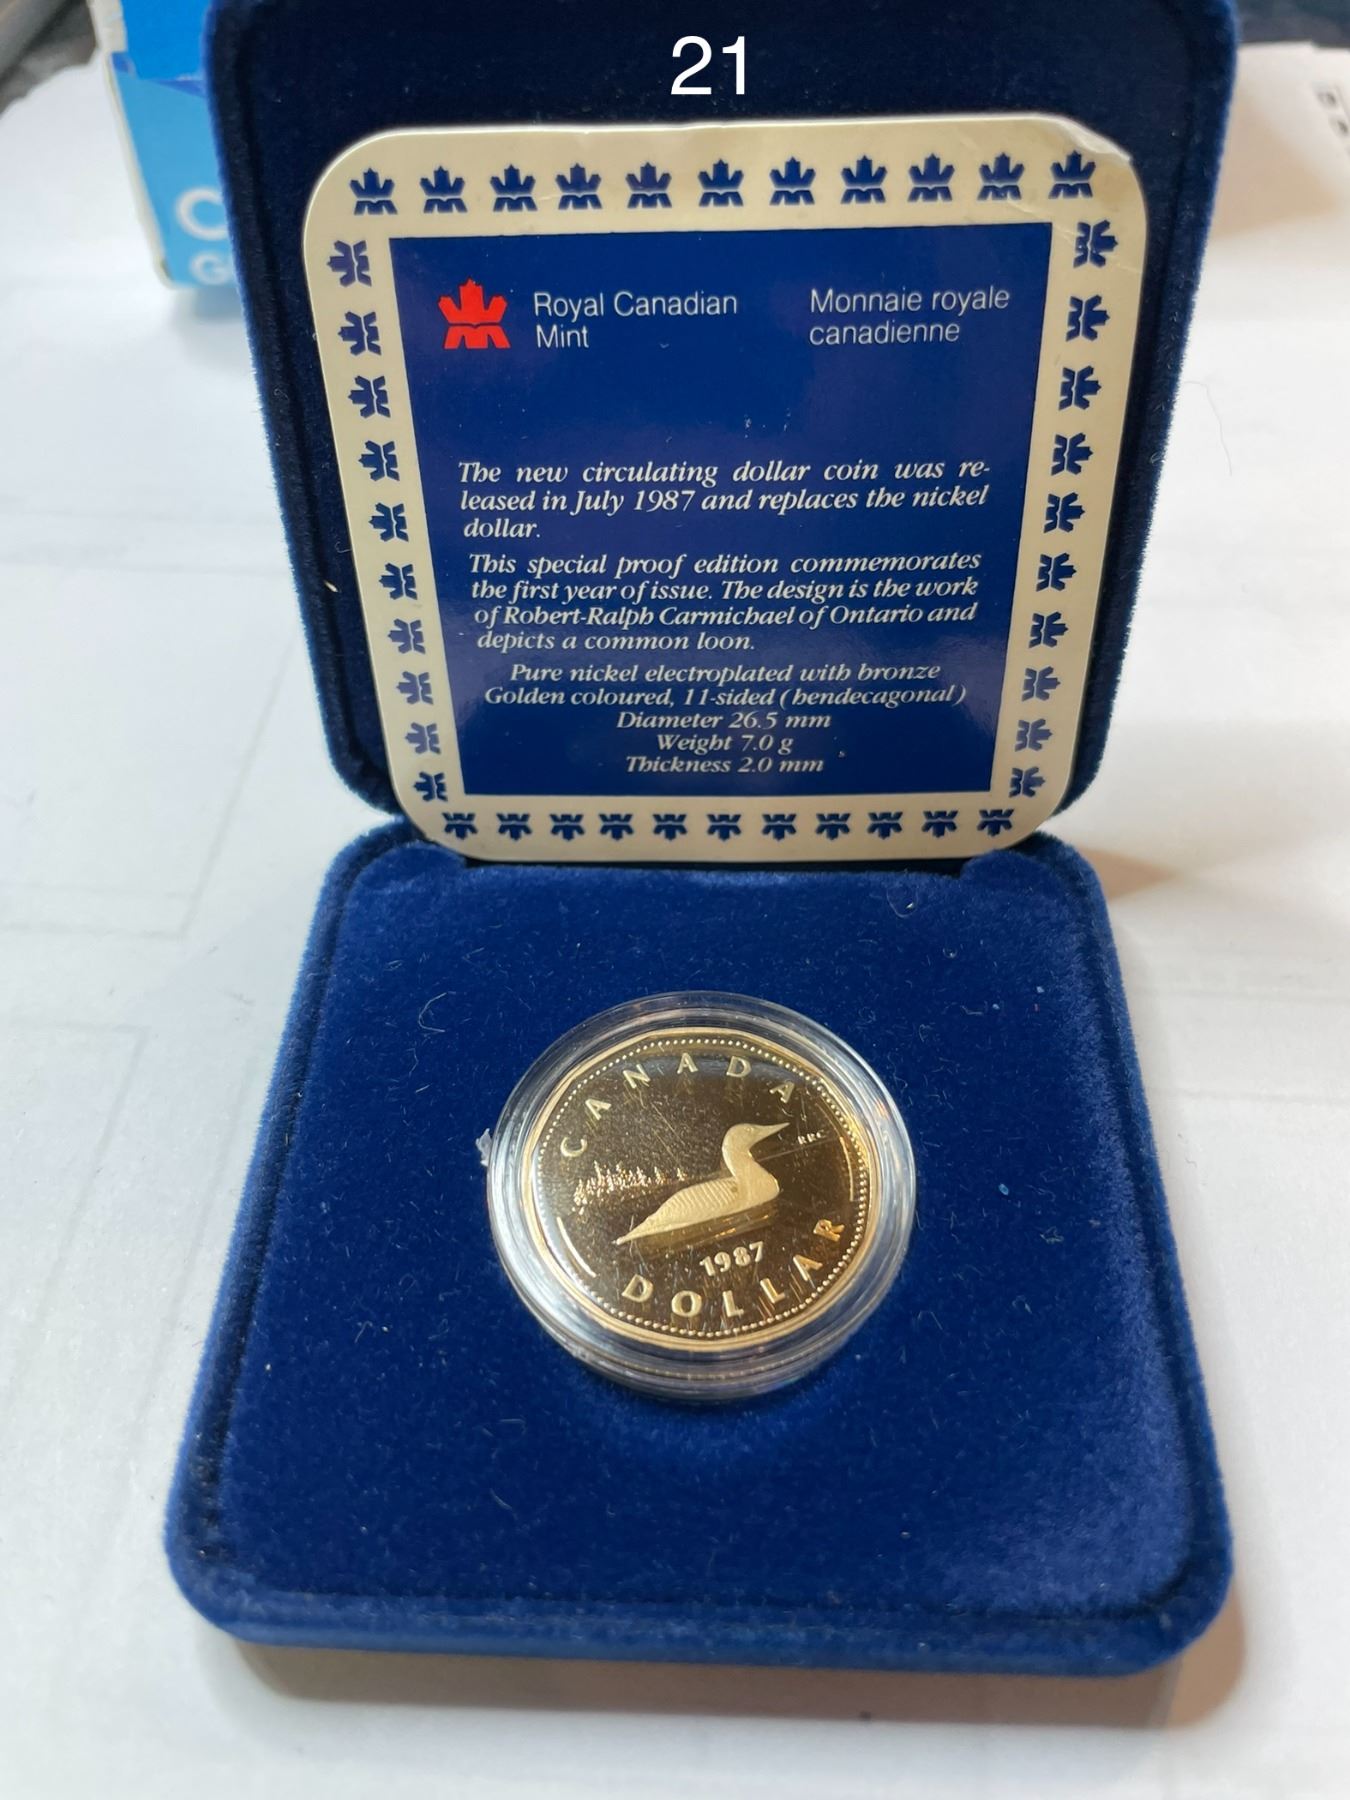 21
Royal Canadian
Mint
Monnaie royale
canadienne
The new circulating dollar coin was re-
leased in July 1987 and replaces the nickel
dollar.
This special proof edition commemorates
the first year of issue. The design is the work
of Robert-Ralph Carmichael of Ontario and
depicts a common loon.
Pure nickel electroplated with bronze
Golden coloured, 11-sided (hendecagonal)
Diameter 26.5 mm
Weight 7.0 g
Thickness 2.0 mm
CANADA
RRC
1987
DOLLAR